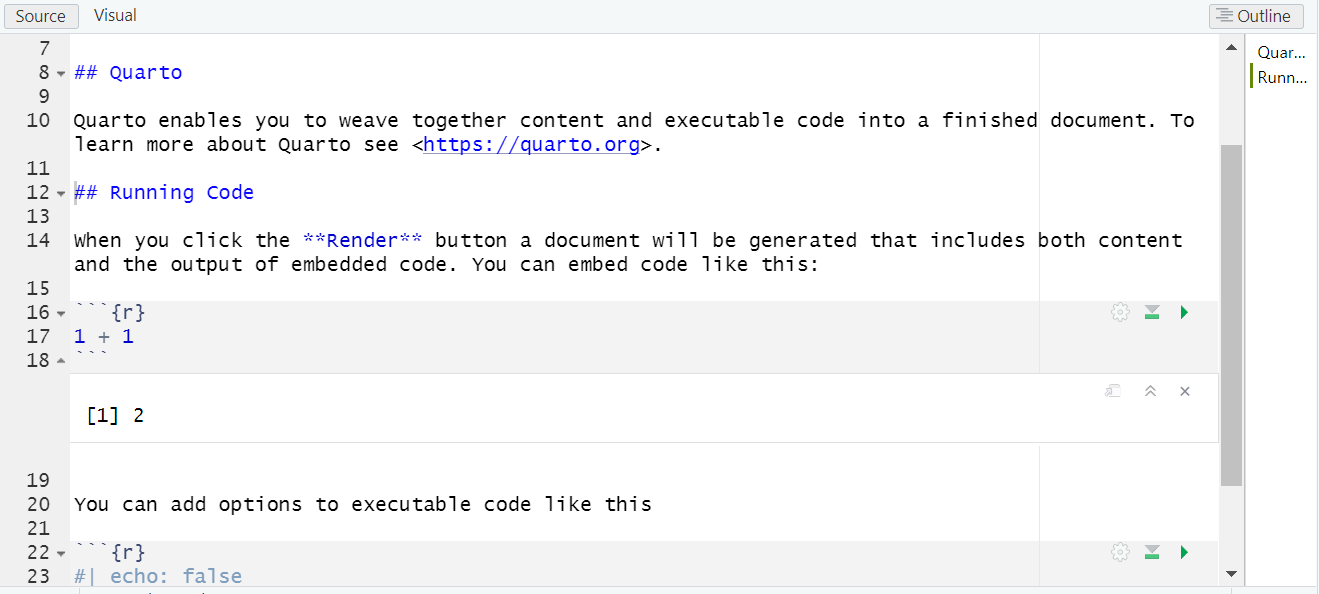 Source Visual Outline
7
8 ## Quarto
9
10 Quarto enables you to weave together content and executable code into a finished document. To
learn more about Quarto see <https://quarto.org>.
11
12 ## Running Code
13
14 When you click the **Render** button a document will be generated that includes both content
and the output of embedded code. You can embed code like this:
15
16 ```{r}
17 1 + 1
18 ```
[1] 2
19
20 You can add options to executable code like this
21
22 ```{r}
23 #| echo: false
Quar...
Runn...